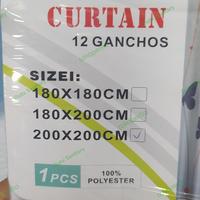 CURTAIN
12 GANCHOS
SIZEI:
180X180CM
180X200CM
200X200CM
1PCS
100%
POLYESTER